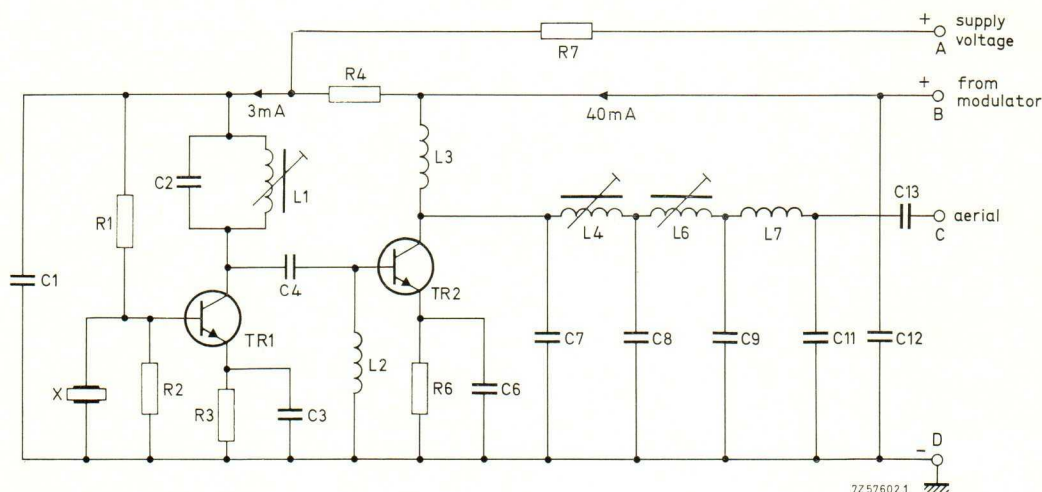 +
supply
voltage
A
R7
R4
+
from
modulator
B
3mA
40mA
L3
C2
L1
R1
C13
aerial
C
L4
L6
L7
C4
C1
TR2
TR1
C7
C8
C9
C11
C12
L2
X
R2
R3
C3
R6
C6
D
-
7Z57602.1